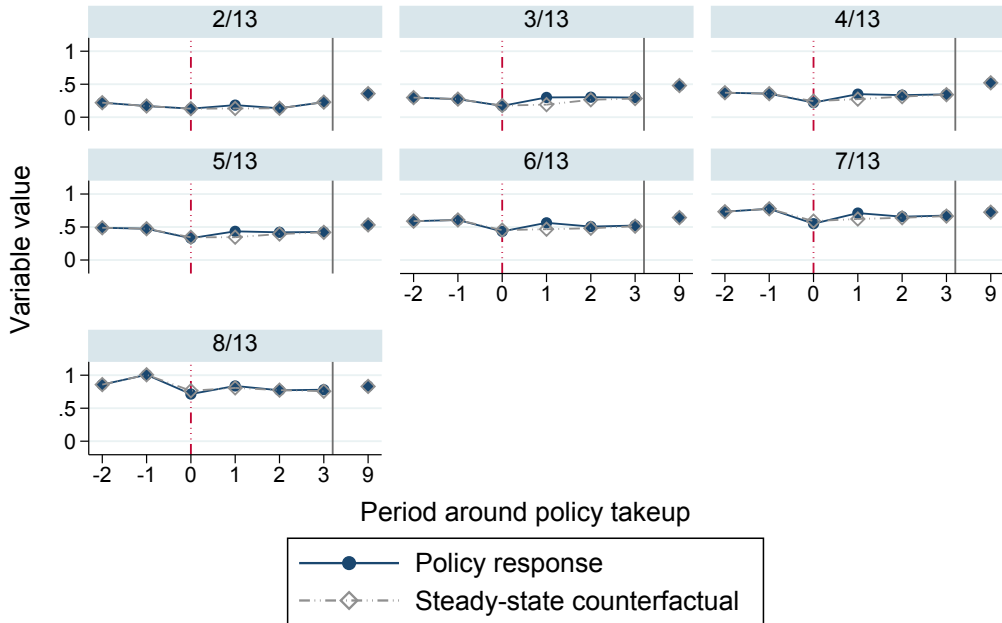 2/13 3/13 4/13
1
.5
0
5/13 6/13 7/13
1
.5
0
-2 -1 0 1 2 3 9 -2 -1 0 1 2 3 9
8/13
1
.5
0
-2 -1 0 1 2 3 9
Variable value
Period around policy takeup
Policy response
Steady-state counterfactual